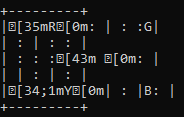 +---------+
|⍰[35mR⍰[0m: | : :G|
| : | : : |
| : : :⍰[43m ⍰[0m: |
| | : | : |
|⍰[34;1mY⍰[0m| : |B: |
+---------+